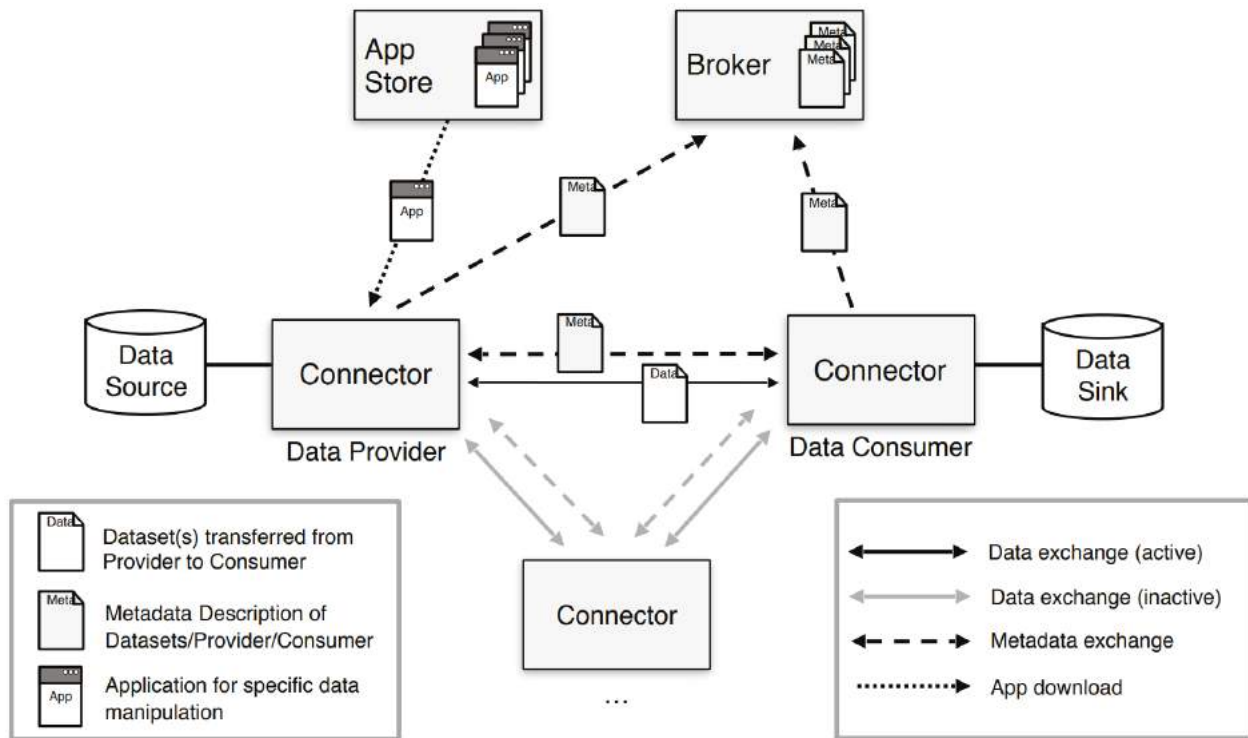 App
Store
App
Broker
Meta
Meta
Meta
App
Meta
Meta
Data
Source
Connector
Data Provider
Meta
Data
Connector
Data Consumer
Data
Sink
Connector
...
Data
Dataset(s) transferred from
Provider to Consumer
Meta
Metadata Description of
Datasets/Provider/Consumer
App
Application for specific data
manipulation
Data exchange (active)
Data exchange (inactive)
Metadata exchange
App download